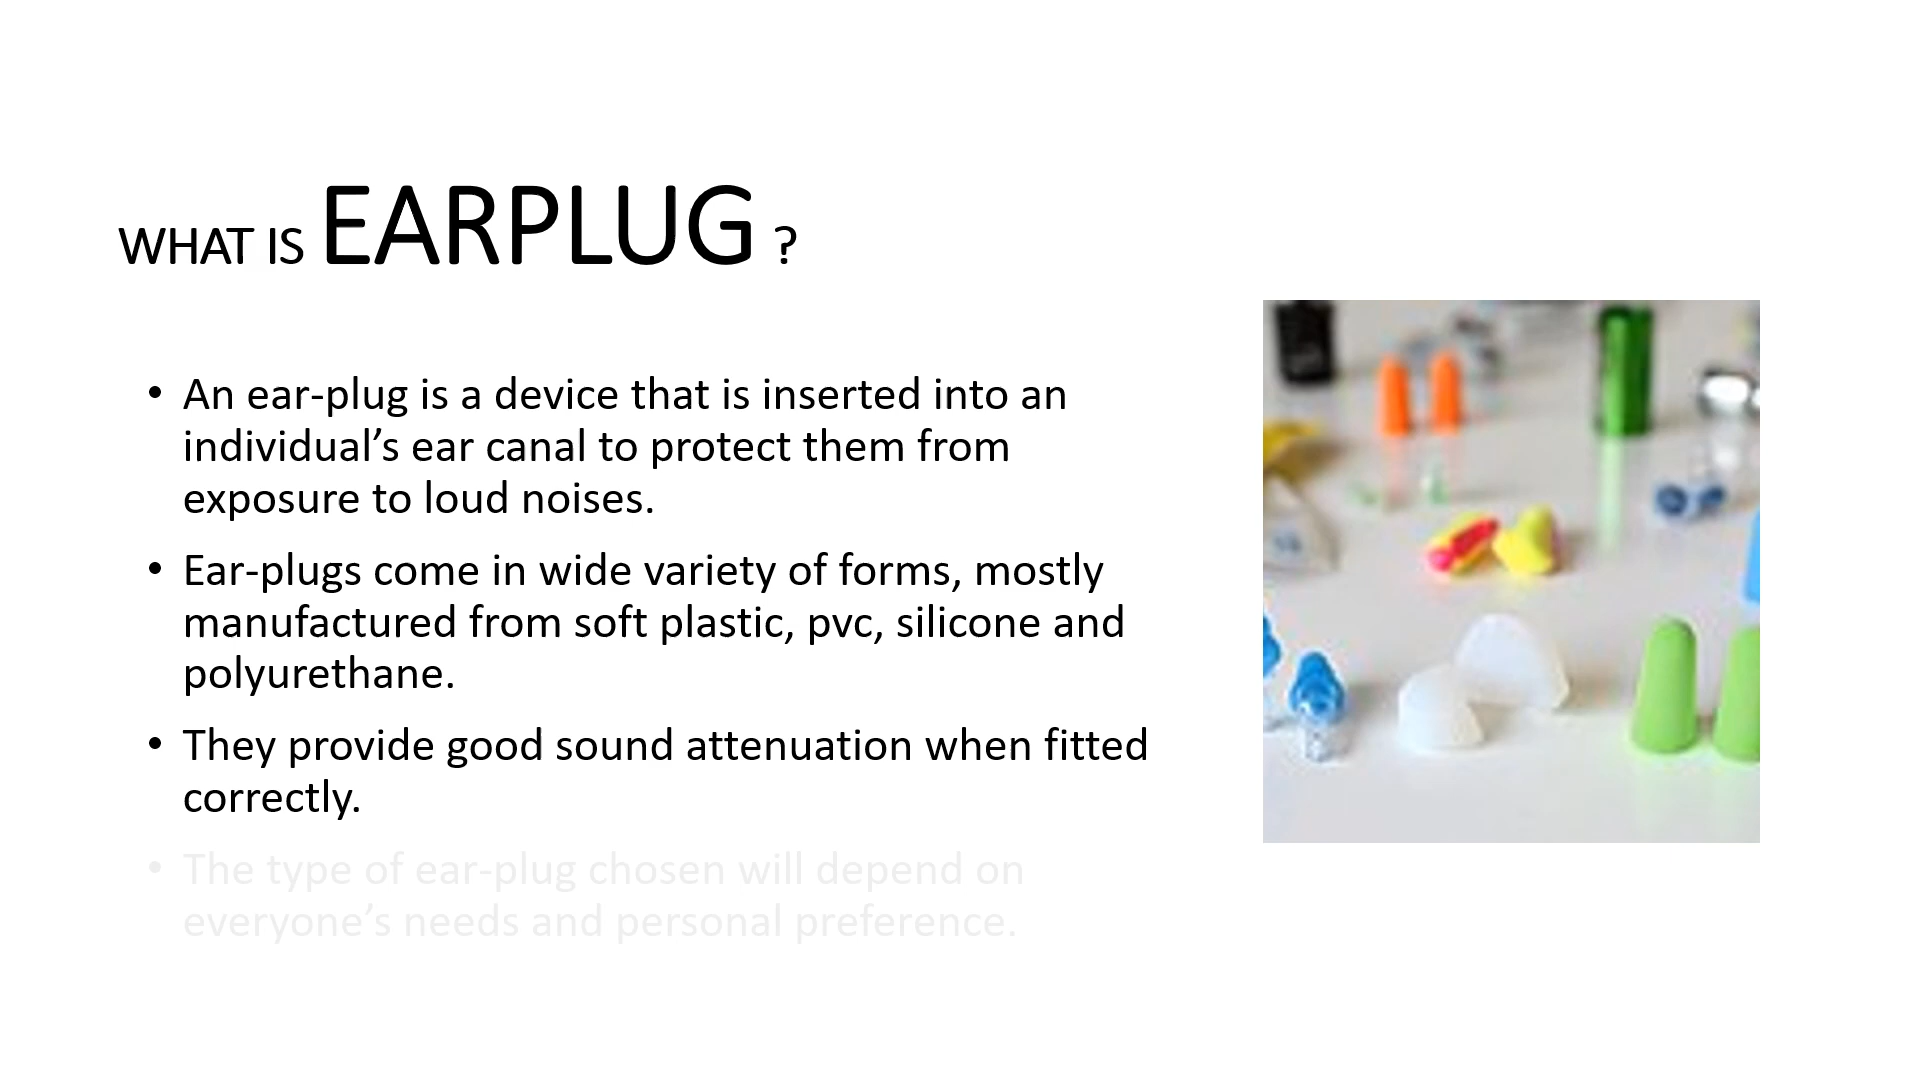 WHAT IS EARPLUG ?
• An ear-plug is a device that is inserted into an
individual’s ear canal to protect them from
exposure to loud noises.
• Ear-plugs come in wide variety of forms, mostly
manufactured from soft plastic, pvc, silicone and
polyurethane.
• They provide good sound attenuation when fitted
correctly.
• The type of ear-plug chosen will depend on
everyone’s needs and personal preference.